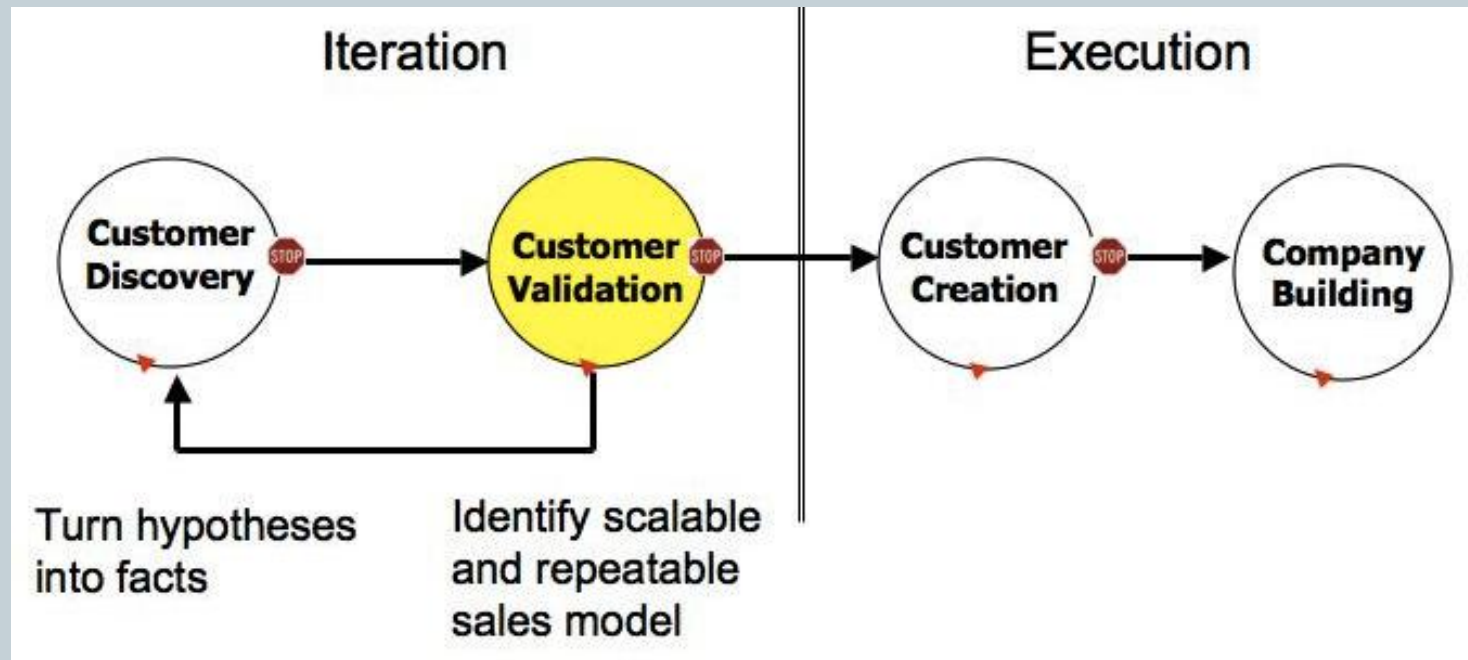 Iteration
Execution
Customer
Discovery
STOP
Customer
Validation
STOP
Customer
Creation
STOP
Company
Building
Turn hypotheses
into facts
Identify scalable
and repeatable
sales model